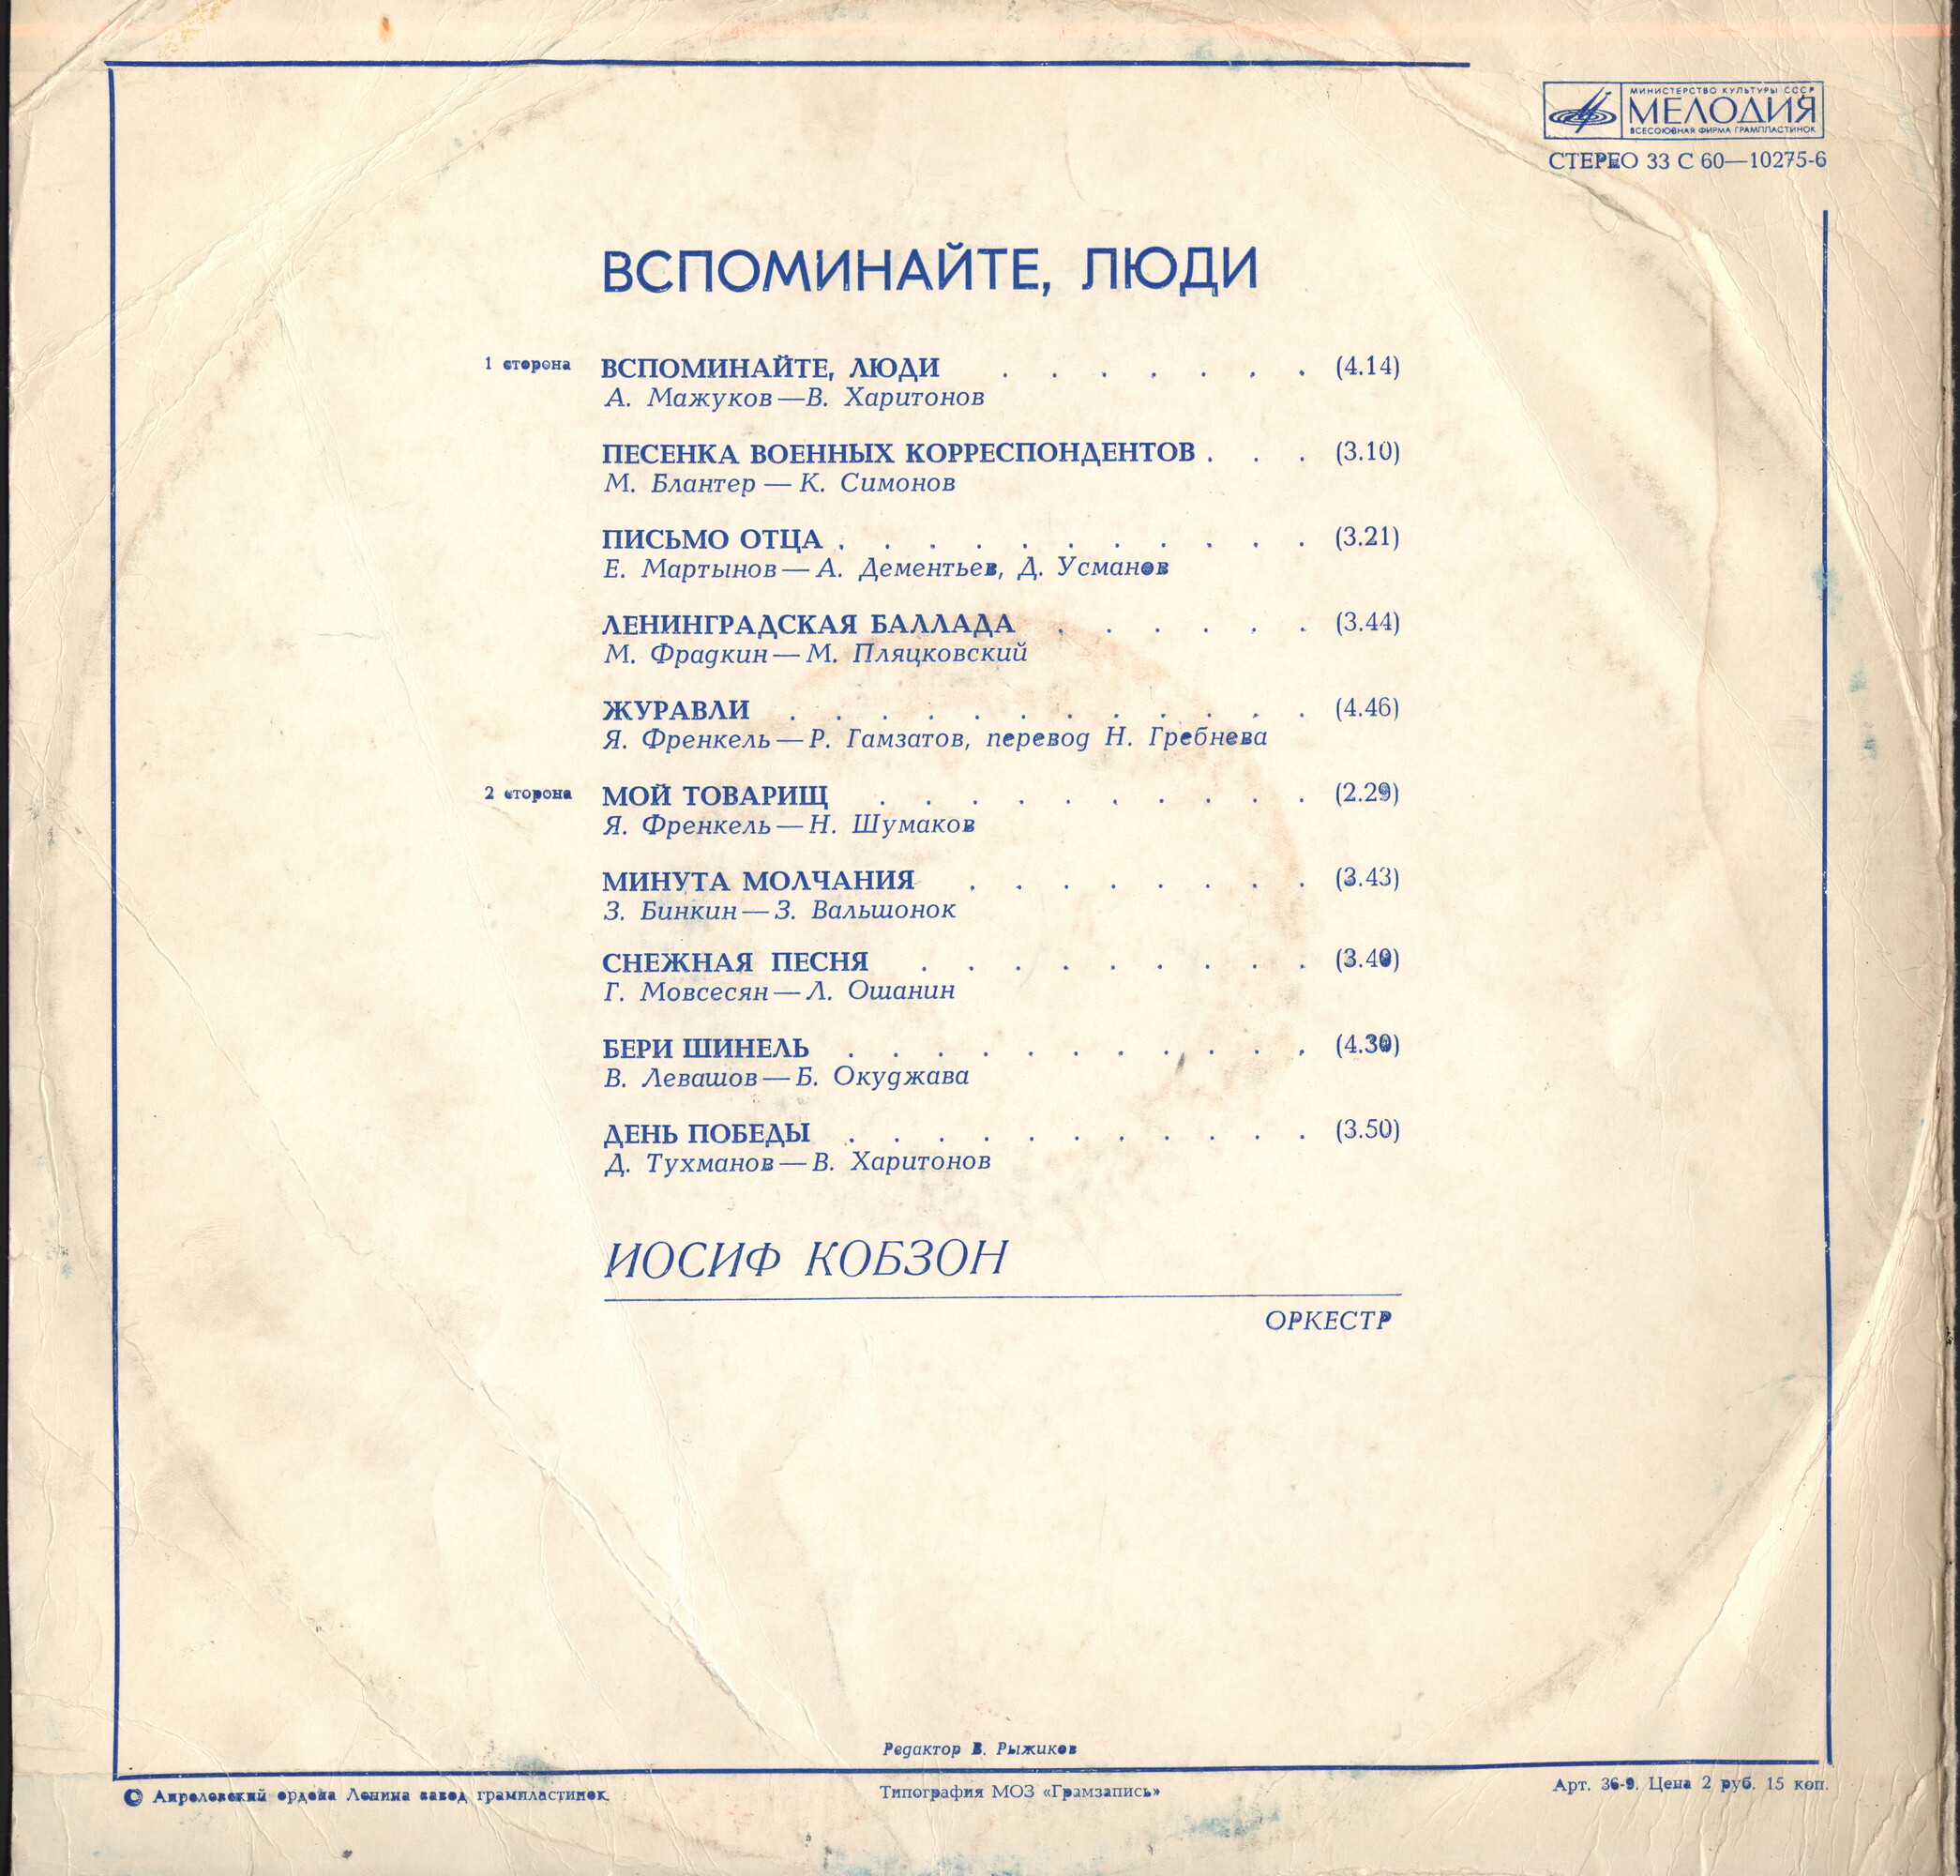 МИНИСТЕРСТВО КУЛЬТУРЫ СССР
МЕЛОДИЯ
ВСЕСОЮЗНАЯ ФИРМА ГРАМПЛАСТИНОК
СТЕРЕО 33 С 60—10275-6
ВСПОМИНАЙТЕ, ЛЮДИ
1 сторона ВСПОМИНАЙТЕ, ЛЮДИ . . . . . . . (4.14)
А. Мажуков — В. Харитонов
ПЕСЕНКА ВОЕННЫХ КОРРЕСПОНДЕНТОВ . . . (3.10)
М. Блантер — К. Симонов
ПИСЬМО ОТЦА . . . . . . . . . . . (3.21)
Е. Мартынов — А. Дементьев, Д. Усманов
ЛЕНИНГРАДСКАЯ БАЛЛАДА . . . . . . (3.44)
М. Фрадкин — М. Пляцковский
ЖУРАВЛИ . . . . . . . . . . . . (4.46)
Я. Френкель — Р. Гамзатов, перевод Н. Гребнева
2 сторона МОЙ ТОВАРИЩ . . . . . . . . . . (2.29)
Я. Френкель — Н. Шумаков
МИНУТА МОЛЧАНИЯ . . . . . . . . (3.43)
З. Бинкин — З. Вальшонок
СНЕЖНАЯ ПЕСНЯ . . . . . . . . .
Г. Мовсесян — Л. Ошанин
БЕРИ ШИНЕЛЬ . . . . . . . . . . .
В. Левашов — Б. Окуджава
ДЕНЬ ПОБЕДЫ . . . . . . . . . . . (3.50)
Д. Тухманов — В. Харитонов
ИОСИФ КОБЗОН
ОРКЕСТР
Редактор В. Рыжиков
© Апрелевский ордена Ленина завод грампластинок
Типография МОЗ «Грамзапись»
Арт. 36-9. Цена 2 руб. 15 коп.